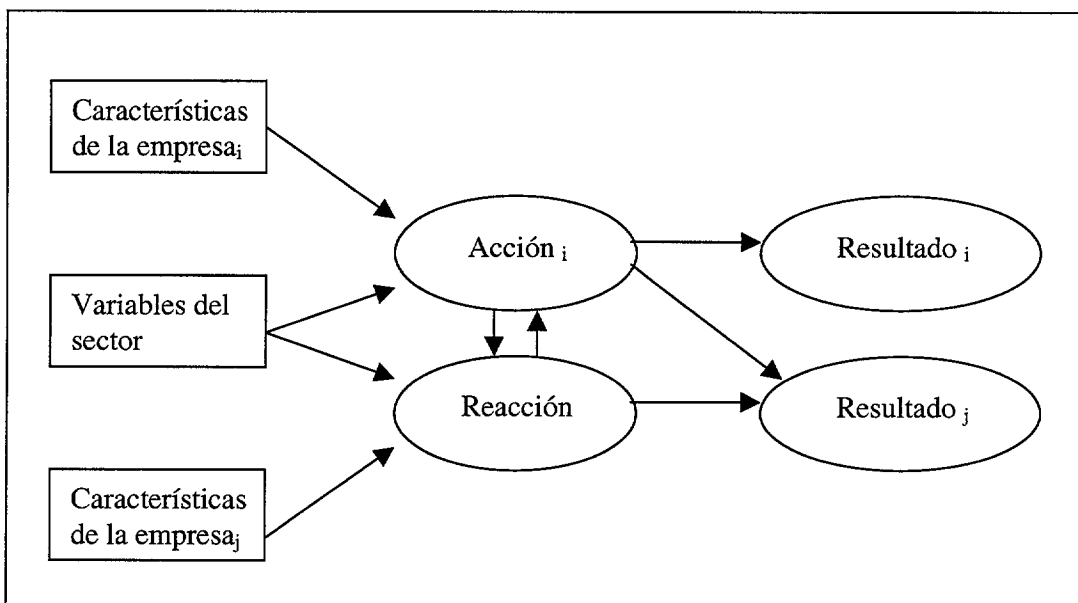 Características
de la empresaᵢ
Acción ᵢ
Resultado ᵢ
Variables del
sector
Reacción
Resultado ⱼ
Características
de la empresaⱼ